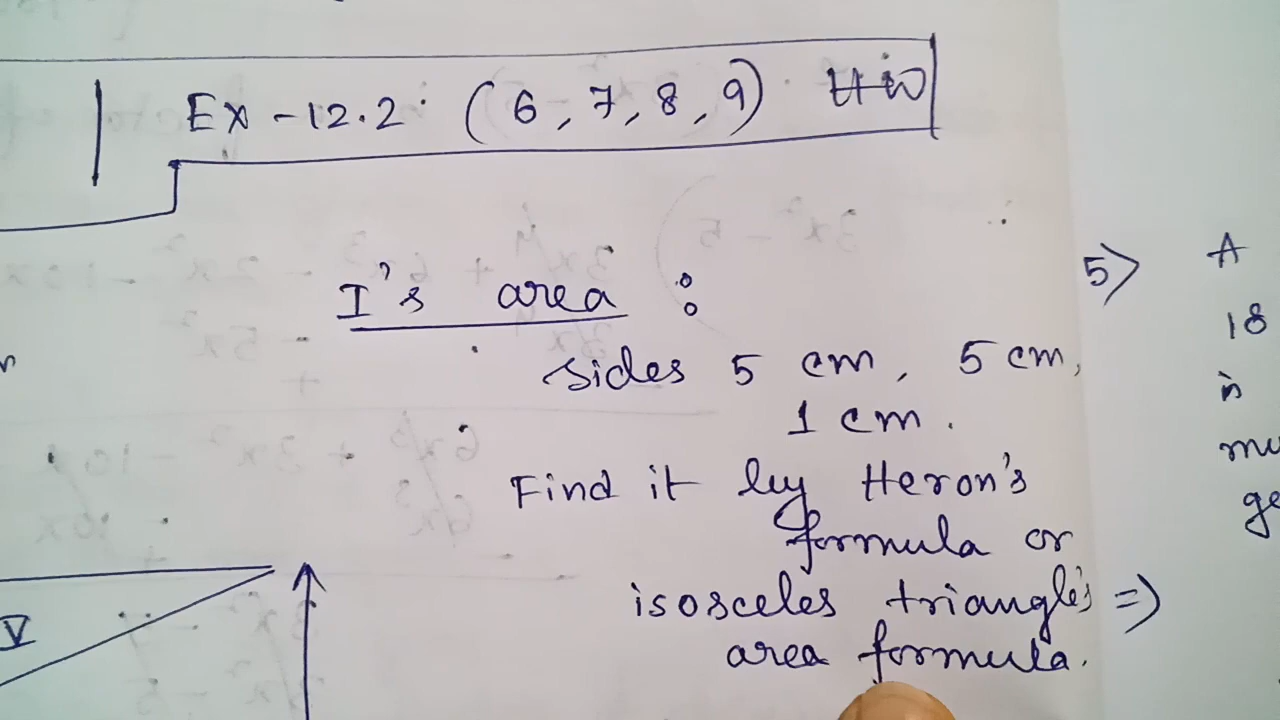 Ex - 12.2 (6, 7, 8, 9) HW
I's area :
sides 5 cm, 5 cm,
1 cm.
Find it by Heron's
formula or
isosceles triangle's =>
area formula.
V
5> A
18
in